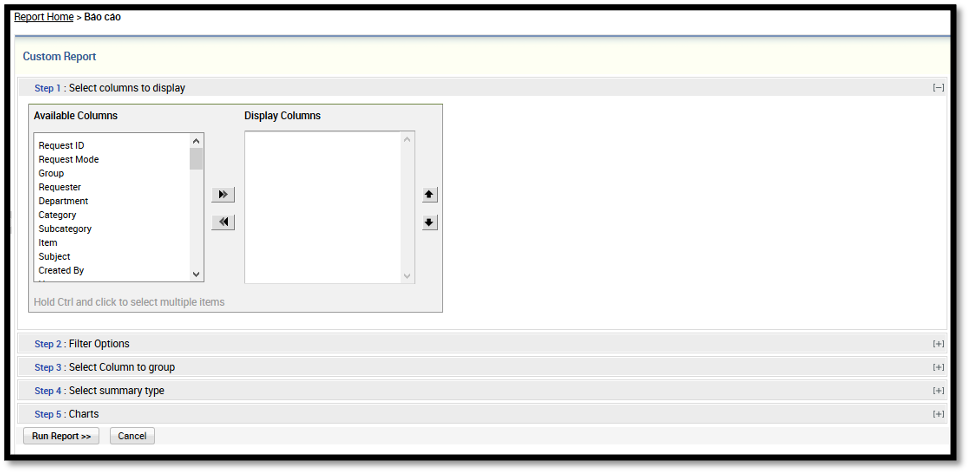 Report Home > Báo cáo
Custom Report
Step 1 : Select columns to display [−]
Available Columns Display Columns
Request ID
Request Mode
Group
Requester
Department
Category
Subcategory
Item
Subject
Created By
Hold Ctrl and click to select multiple items
Step 2 : Filter Options [+]
Step 3 : Select Column to group [+]
Step 4 : Select summary type [+]
Step 5 : Charts [+]
Run Report >> Cancel